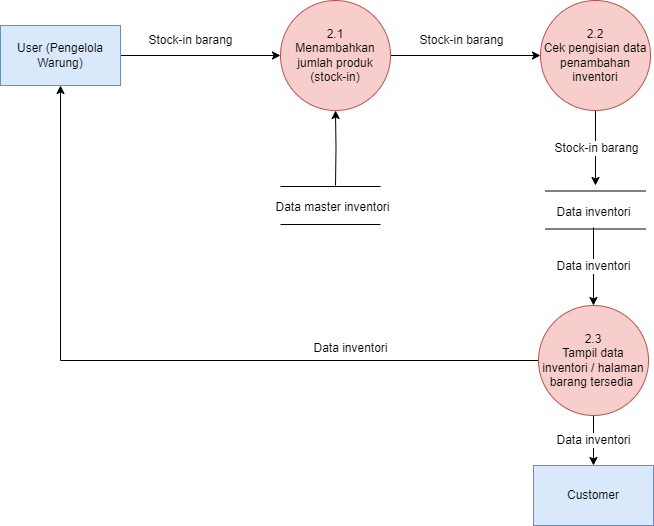 User (Pengelola
Warung)
Stock-in barang
2.1
Menambahkan
jumlah produk
(stock-in)
Stock-in barang
2.2
Cek pengisian data
penambahan
inventori
Stock-in barang
Data master inventori
Data inventori
Data inventori
2.3
Tampil data
inventori / halaman
barang tersedia
Data inventori
Data inventori
Customer